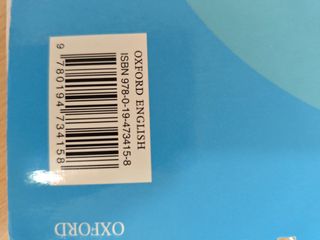 OXFORD ENGLISH
ISBN 978-0-19-473415-8
9 780194 734158
OXFORD